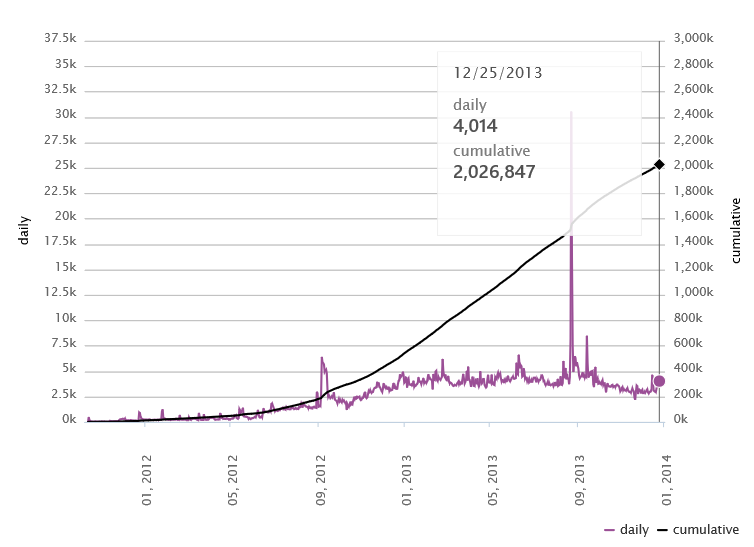 37.5k
35k
32.5k
30k
27.5k
25k
22.5k
20k
17.5k
15k
12.5k
10k
7.5k
5k
2.5k
0k
daily
12/25/2013
daily
4,014
cumulative
2,026,847
3,000k
2,800k
2,600k
2,400k
2,200k
2,000k
1,800k
1,600k
1,400k
1,200k
1,000k
800k
600k
400k
200k
0k
cumulative
01, 2012
05, 2012
09, 2012
01, 2013
05, 2013
09, 2013
01, 2014
daily cumulative